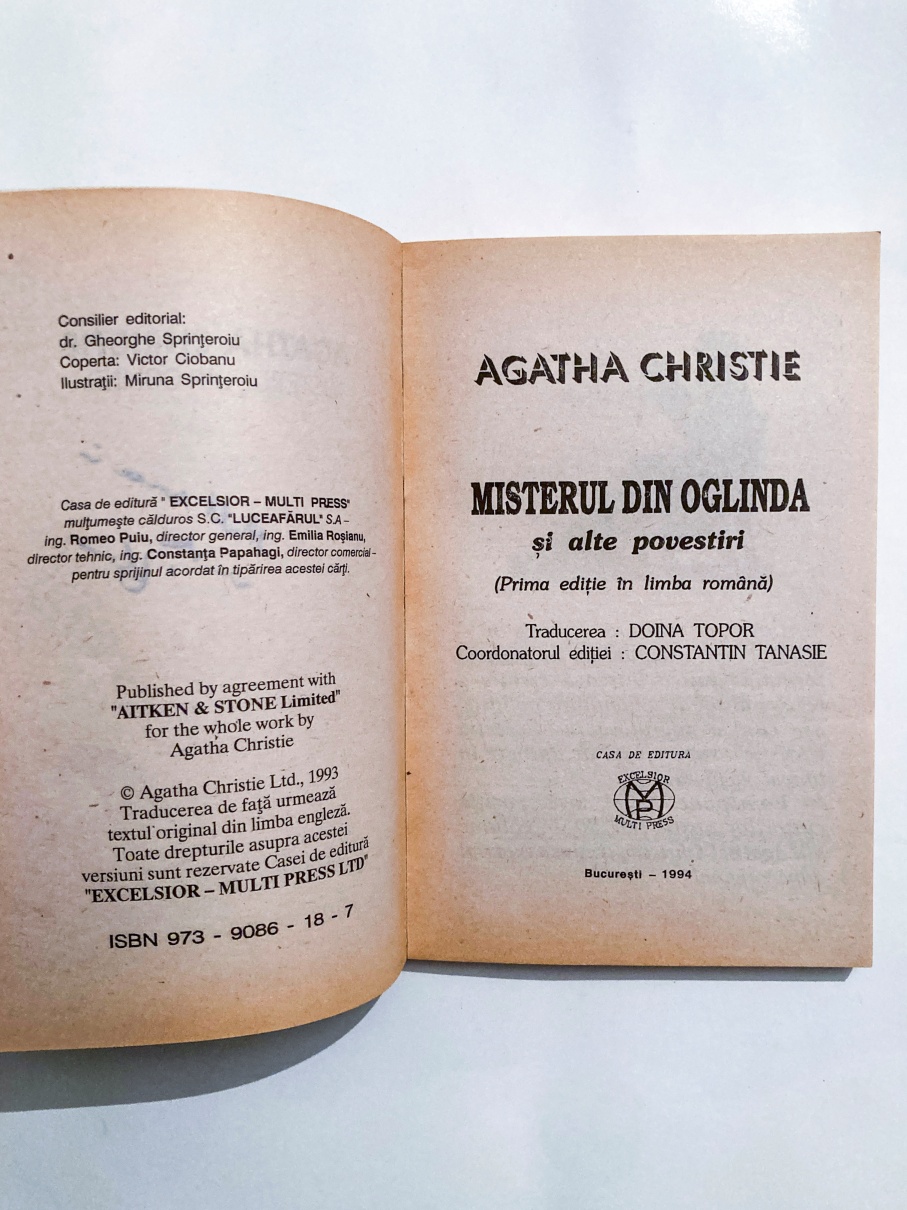 Consilier editorial:
dr. Gheorghe Sprinţeroiu
Coperta: Victor Ciobanu
Ilustraţii: Miruna Sprinţeroiu
Casa de editură " EXCELSIOR – MULTI PRESS"
mulţumeşte călduros S.C. "LUCEAFĂRUL" S.A –
ing. Romeo Puiu, director general, ing. Emilia Roşianu,
director tehnic, ing. Constanţa Papahagi, director comercial -
pentru sprijinul acordat în tipărirea acestei cărţi.
Published by agreement with
"AITKEN & STONE Limited"
for the whole work by
Agatha Christie
© Agatha Christie Ltd., 1993
Traducerea de faţă urmează
textul original din limba engleză.
Toate drepturile asupra acestei
versiuni sunt rezervate Casei de editură
"EXCELSIOR – MULTI PRESS LTD"
ISBN 973 - 9086 - 18 - 7
AGATHA CHRISTIE
MISTERUL DIN OGLINDA
şi alte povestiri
(Prima ediţie în limba română)
Traducerea : DOINA TOPOR
Coordonatorul ediţiei : CONSTANTIN TANASIE
CASA DE EDITURA
EXCELSIOR
MP
MULTI PRESS
Bucureşti – 1994